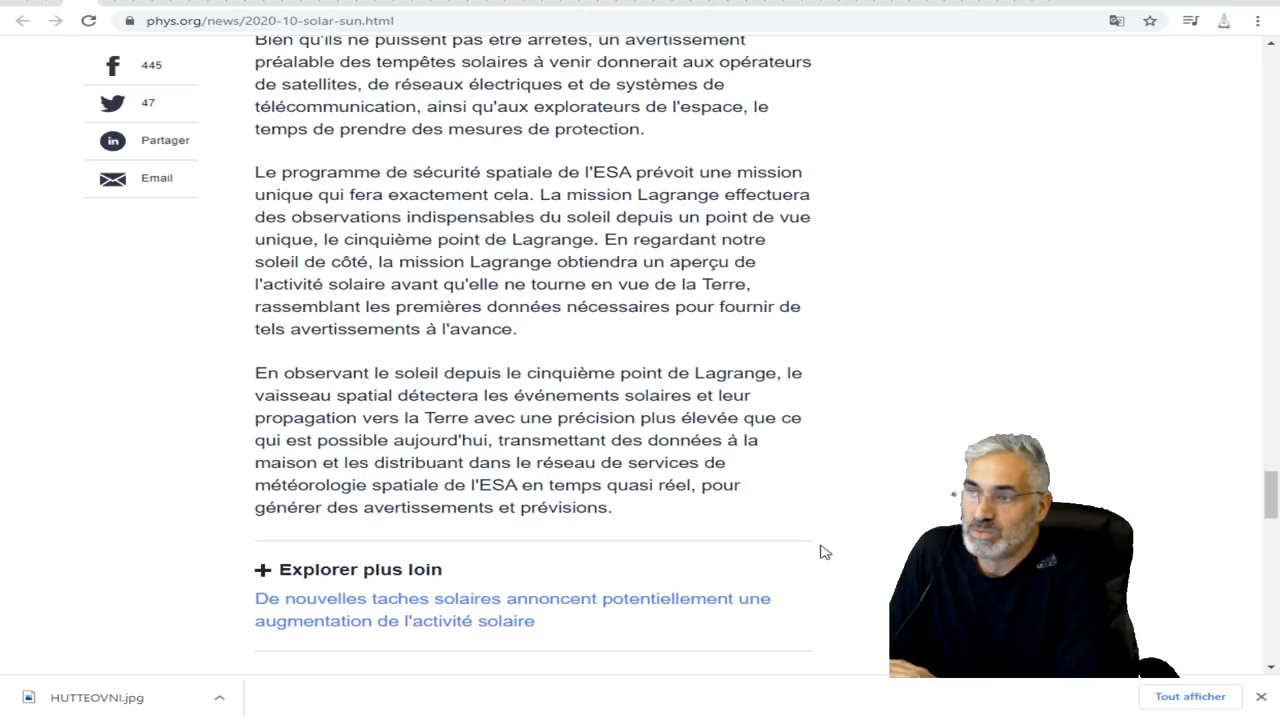 phys.org/news/2020-10-solar-sun.html
445
47
Partager
Email
Bien qu'ils ne puissent pas être arrêtés, un avertissement
préalable des tempêtes solaires à venir donnerait aux opérateurs
de satellites, de réseaux électriques et de systèmes de
télécommunication, ainsi qu'aux explorateurs de l'espace, le
temps de prendre des mesures de protection.
Le programme de sécurité spatiale de l'ESA prévoit une mission
unique qui fera exactement cela. La mission Lagrange effectuera
des observations indispensables du soleil depuis un point de vue
unique, le cinquième point de Lagrange. En regardant notre
soleil de côté, la mission Lagrange obtiendra un aperçu de
l'activité solaire avant qu'elle ne tourne en vue de la Terre,
rassemblant les premières données nécessaires pour fournir de
tels avertissements à l'avance.
En observant le soleil depuis le cinquième point de Lagrange, le
vaisseau spatial détectera les événements solaires et leur
propagation vers la Terre avec une précision plus élevée que ce
qui est possible aujourd'hui, transmettant des données à la
maison et les distribuant dans le réseau de services de
météorologie spatiale de l'ESA en temps quasi réel, pour
générer des avertissements et prévisions.
Explorer plus loin
De nouvelles taches solaires annoncent potentiellement une
augmentation de l'activité solaire
HUTTEOVNI.jpg
Tout afficher